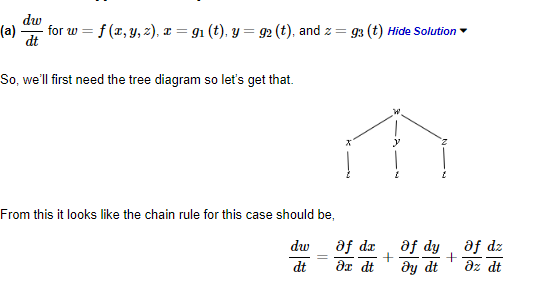 (a) dw/dt for w = f (x, y, z), x = g₁ (t), y = g₂ (t), and z = g₃ (t) Hide Solution ▾
So, we'll first need the tree diagram so let's get that.
w
x y z
t t t
From this it looks like the chain rule for this case should be,
dw/dt = ∂f/∂x dx/dt + ∂f/∂y dy/dt + ∂f/∂z dz/dt